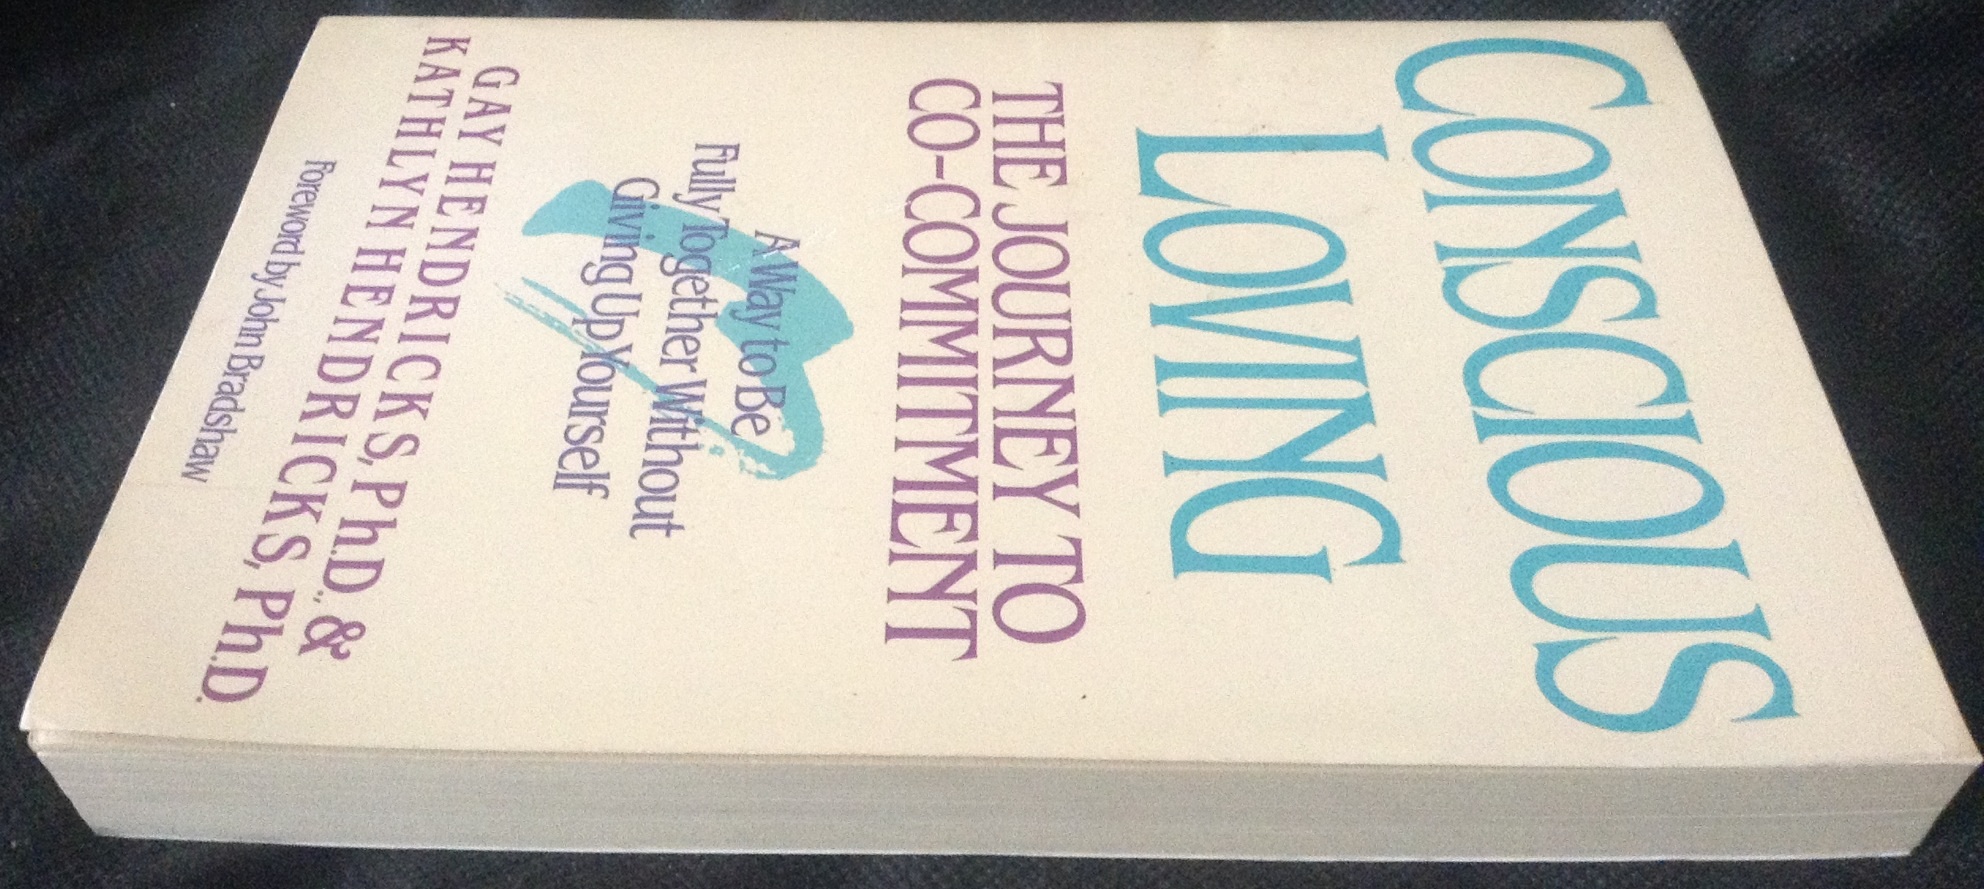 CONSCIOUS
LOVING
THE JOURNEY TO
CO-COMMITMENT
A Way to Be
Fully Together Without
Giving Up Yourself
GAY HENDRICKS, Ph.D., &
KATHLYN HENDRICKS, Ph.D.
Foreword by John Bradshaw